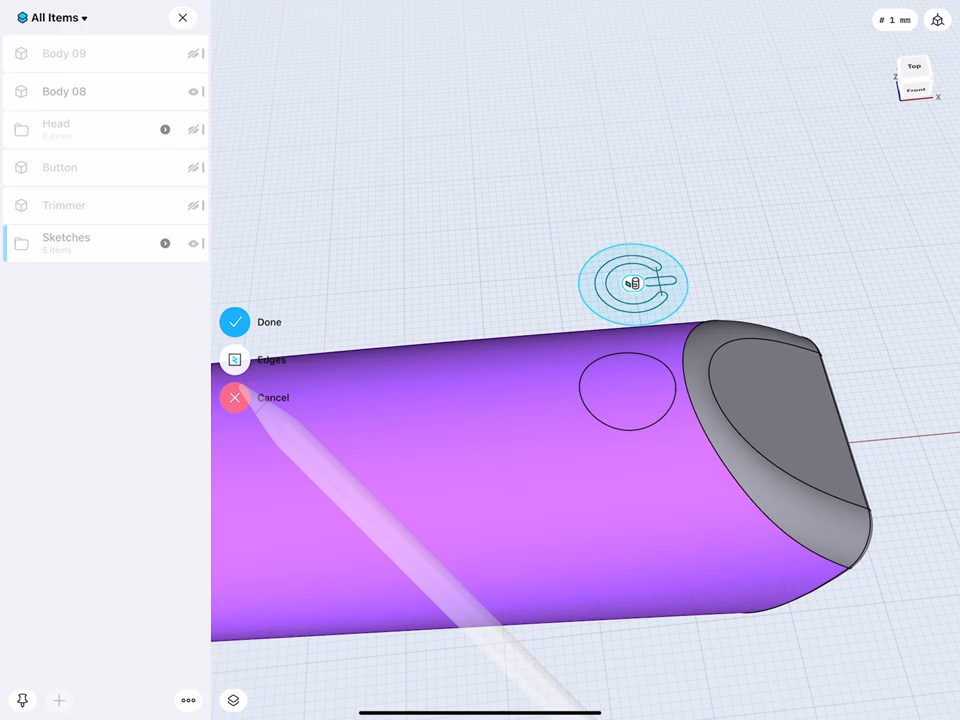 All Items
Body 09
Body 08
Head
8 items
Button
Trimmer
Sketches
5 items
# 1 mm
Top
Front
Z
X
Done
Edges
Cancel